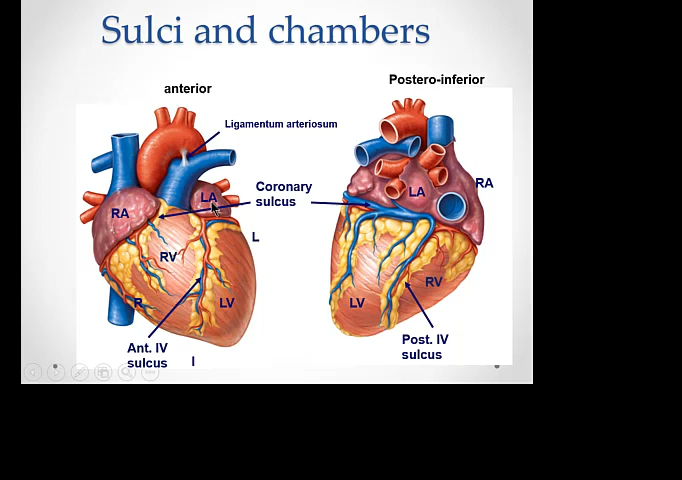 Sulci and chambers
anterior
Postero-inferior
Ligamentum arteriosum
Coronary
sulcus
RA
LA
RV
L
R
LV
Ant. IV
sulcus
I
LA
RA
LV
RV
Post. IV
sulcus